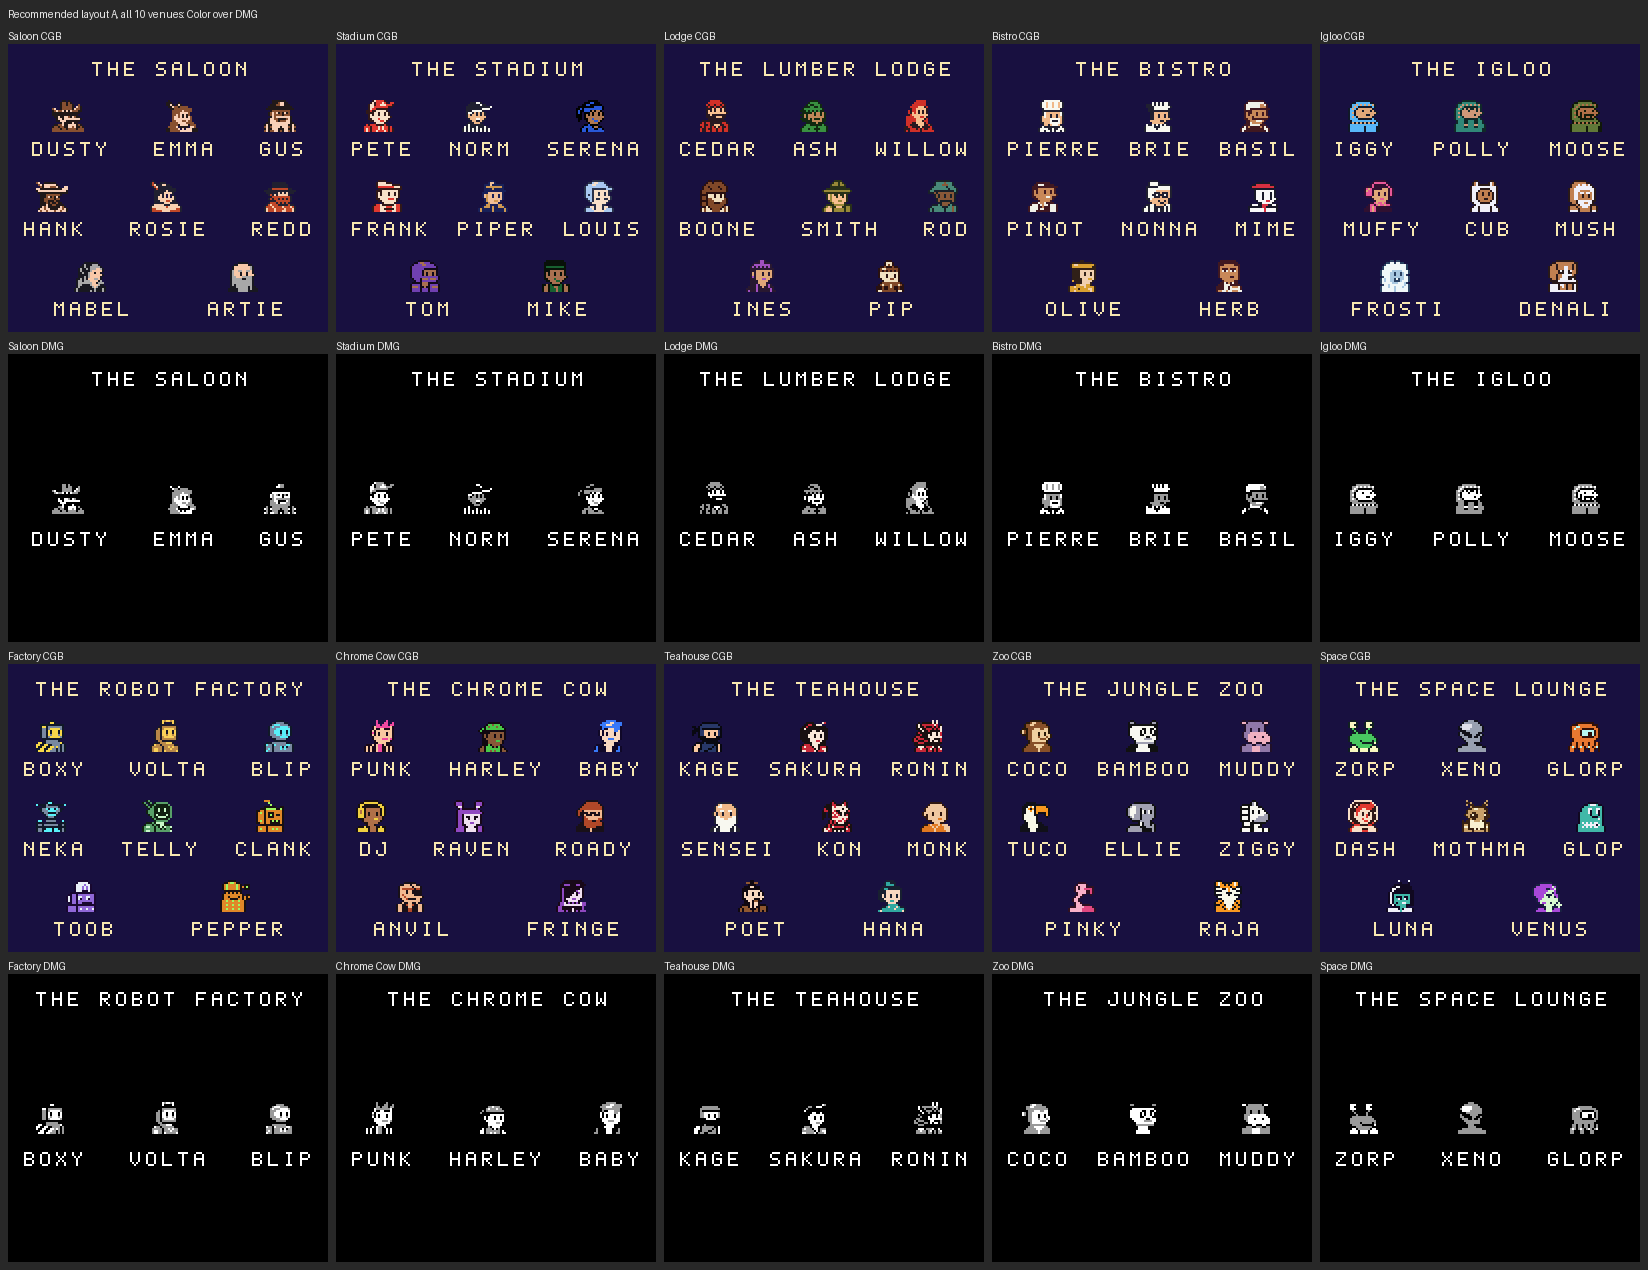 Recommended layout A, all 10 venues: Color over DMG
Saloon CGB Stadium CGB Lodge CGB Bistro CGB Igloo CGB
THE SALOON THE STADIUM THE LUMBER LODGE THE BISTRO THE IGLOO
DUSTY EMMA GUS PETE NORM SERENA CEDAR ASH WILLOW PIERRE BRIE BASIL IGGY POLLY MOOSE
HANK ROSIE REDD FRANK PIPER LOUIS BOONE SMITH ROD PINOT NONNA MIME MUFFY CUB MUSH
MABEL ARTIE TOM MIKE INES PIP OLIVE HERB FROSTI DENALI
Saloon DMG Stadium DMG Lodge DMG Bistro DMG Igloo DMG
THE SALOON THE STADIUM THE LUMBER LODGE THE BISTRO THE IGLOO
DUSTY EMMA GUS PETE NORM SERENA CEDAR ASH WILLOW PIERRE BRIE BASIL IGGY POLLY MOOSE
Factory CGB Chrome Cow CGB Teahouse CGB Zoo CGB Space CGB
THE ROBOT FACTORY THE CHROME COW THE TEAHOUSE THE JUNGLE ZOO THE SPACE LOUNGE
BOXY VOLTA BLIP PUNK HARLEY BABY KAGE SAKURA RONIN COCO BAMBOO MUDDY ZORP XENO GLORP
NEKA TELLY CLANK DJ RAVEN ROADY SENSEI KON MONK TUCO ELLIE ZIGGY DASH MOTHMA GLOP
TOOB PEPPER ANVIL FRINGE POET HANA PINKY RAJA LUNA VENUS
Factory DMG Chrome Cow DMG Teahouse DMG Zoo DMG Space DMG
THE ROBOT FACTORY THE CHROME COW THE TEAHOUSE THE JUNGLE ZOO THE SPACE LOUNGE
BOXY VOLTA BLIP PUNK HARLEY BABY KAGE SAKURA RONIN COCO BAMBOO MUDDY ZORP XENO GLORP